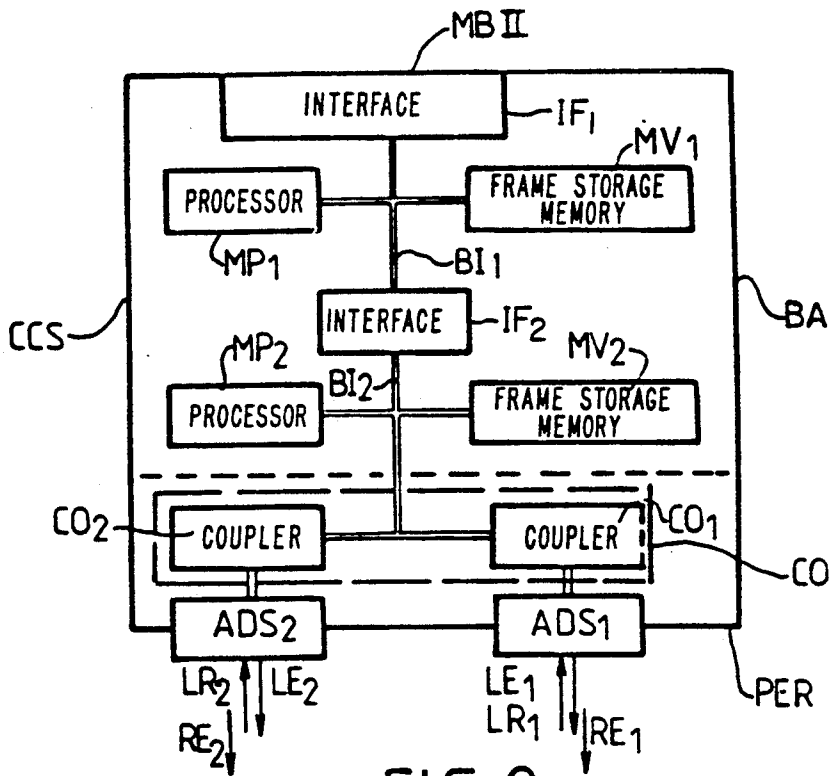 MB II
INTERFACE
IF1
MV1
PROCESSOR
FRAME STORAGE
MEMORY
MP1
BI1
BA
CCS
INTERFACE
IF2
MP2
MV2
BI2
PROCESSOR
FRAME STORAGE
MEMORY
CO2
COUPLER
COUPLER
CO1
CO
ADS2
ADS1
LR2
LE2
LE1
LR1
PER
RE2
RE1